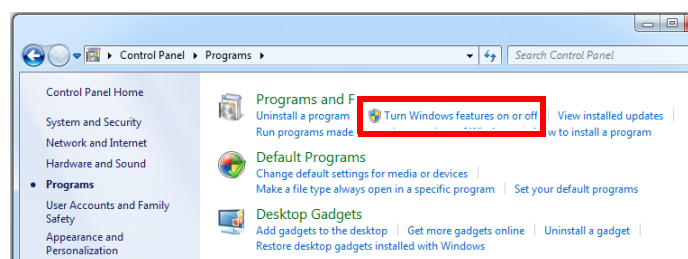 Control Panel
Programs
Search Control Panel
Control Panel Home
System and Security
Network and Internet
Hardware and Sound
Programs
User Accounts and Family
Safety
Appearance and
Personalization
Programs and F
Uninstall a program
Turn Windows features on or off
View installed updates
Run programs made
w to install a program
Default Programs
Change default settings for media or devices
Make a file type always open in a specific program
Set your default programs
Desktop Gadgets
Add gadgets to the desktop
Get more gadgets online
Uninstall a gadget
Restore desktop gadgets installed with Windows